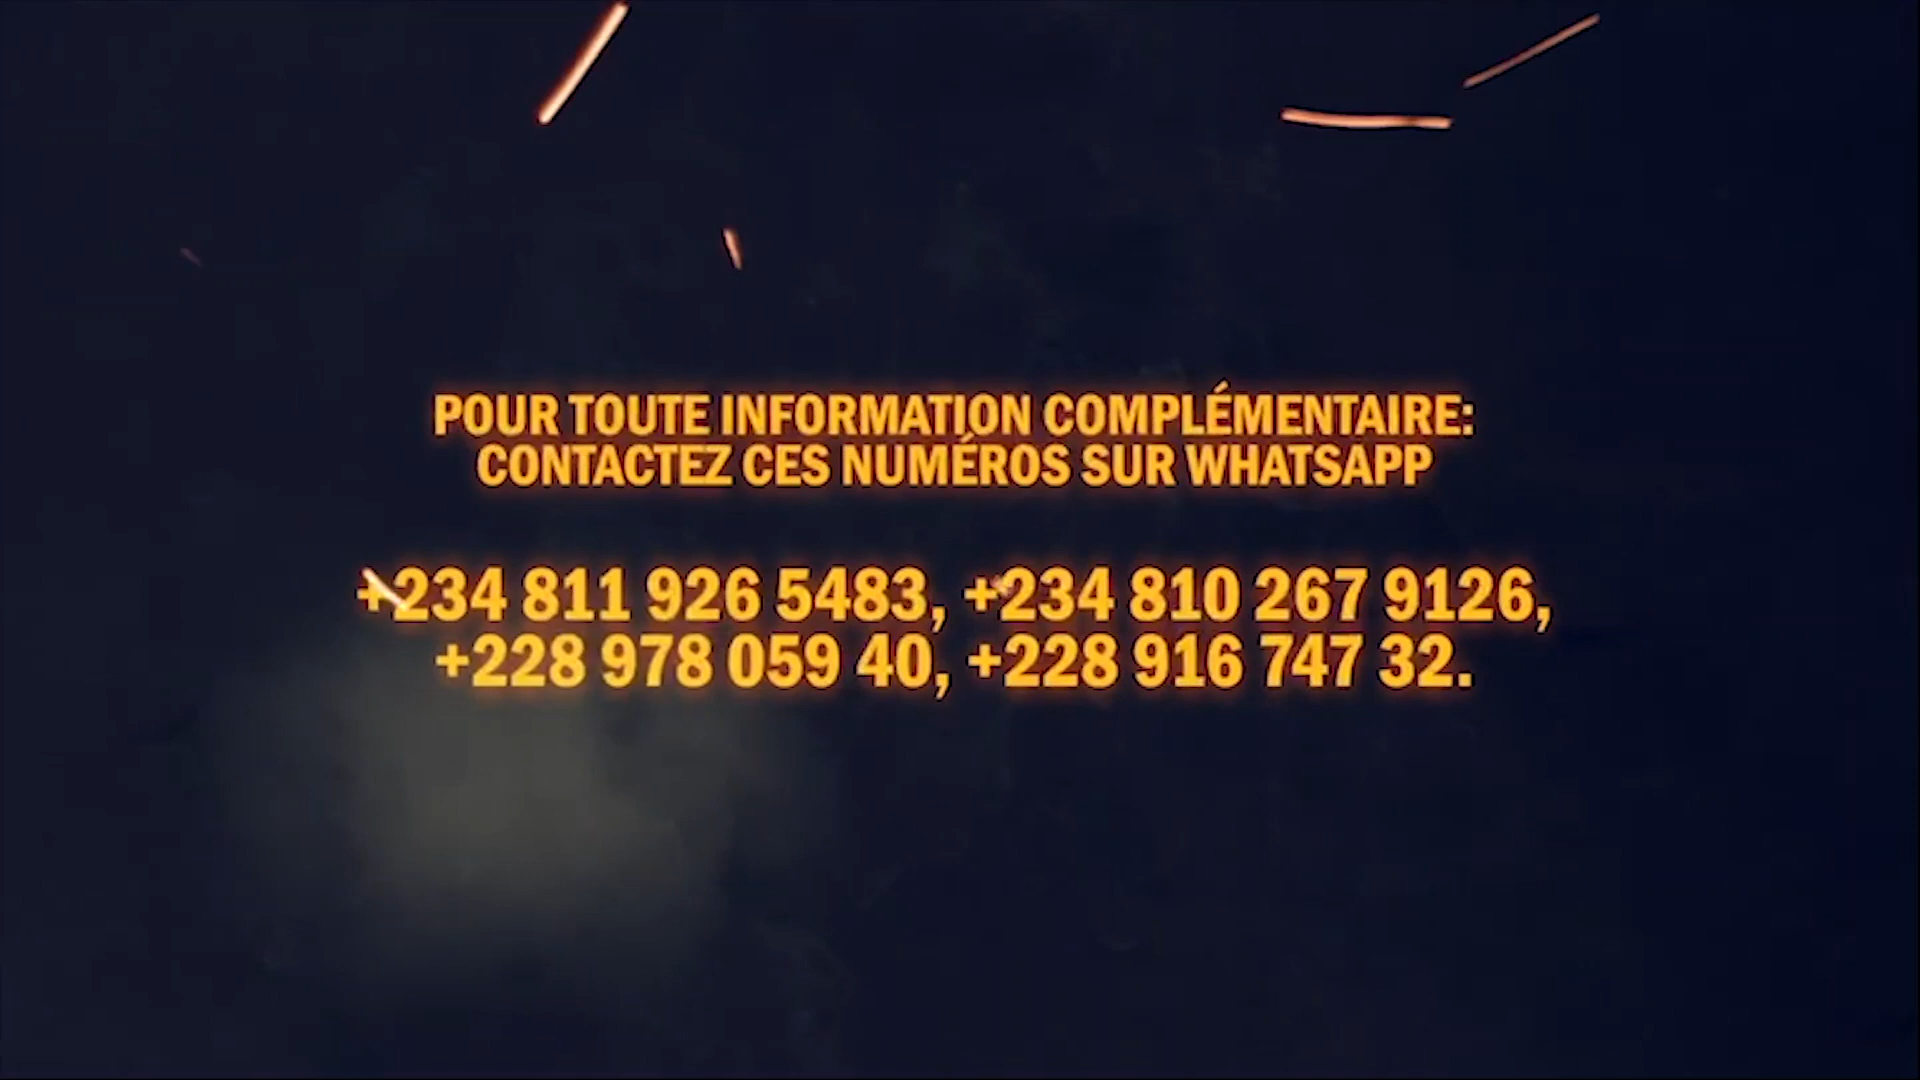 POUR TOUTE INFORMATION COMPLÉMENTAIRE:
CONTACTEZ CES NUMÉROS SUR WHATSAPP
+234 811 926 5483, +234 810 267 9126,
+228 978 059 40, +228 916 747 32.